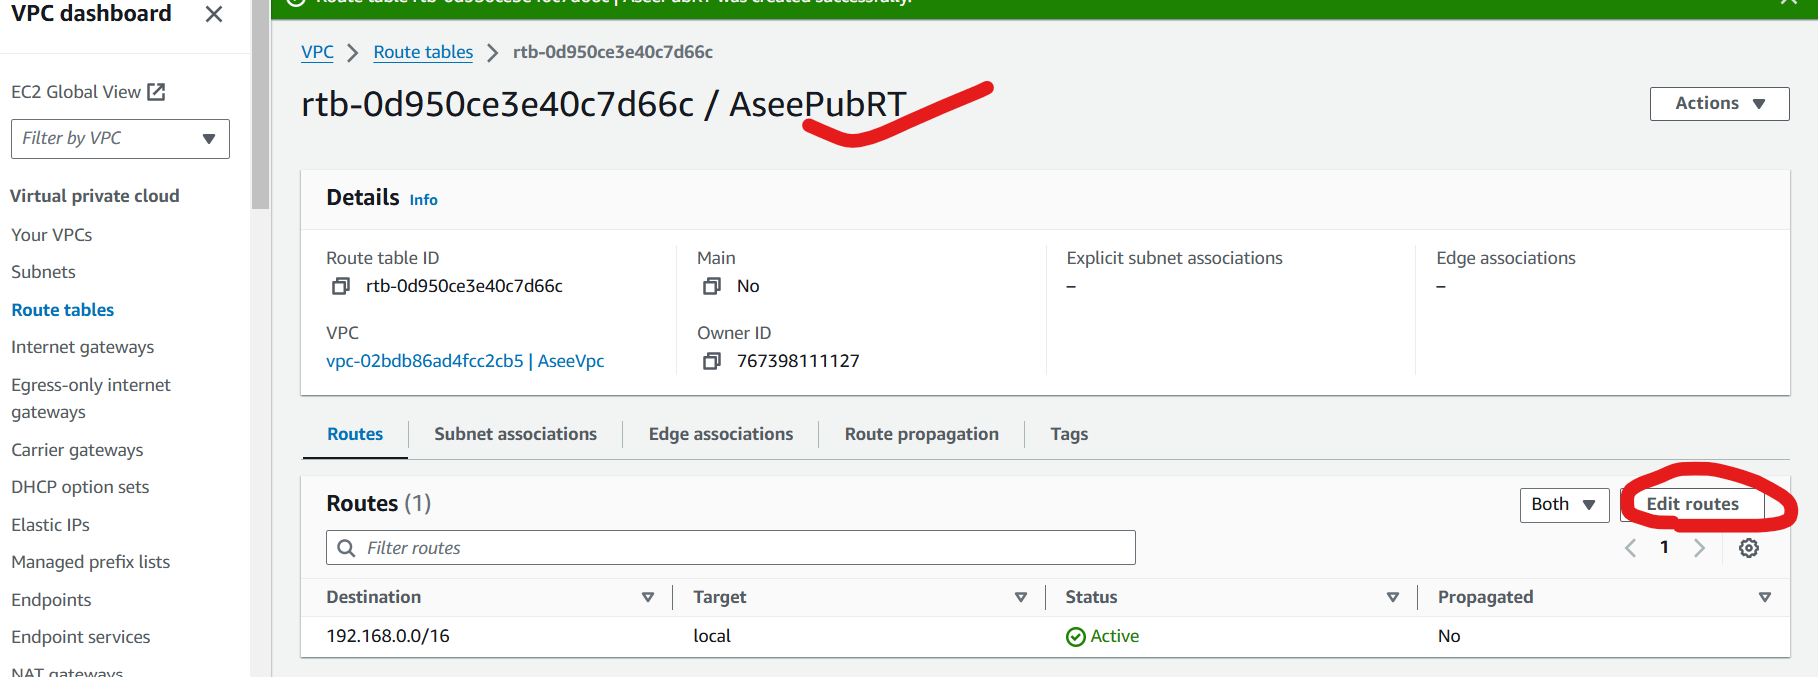 VPC dashboard
EC2 Global View
Filter by VPC
Virtual private cloud
Your VPCs
Subnets
Route tables
Internet gateways
Egress-only internet
gateways
Carrier gateways
DHCP option sets
Elastic IPs
Managed prefix lists
Endpoints
Endpoint services
NAT gateways
VPC > Route tables > rtb-0d950ce3e40c7d66c
rtb-0d950ce3e40c7d66c / AseePubRT
Actions
Details Info
Route table ID
rtb-0d950ce3e40c7d66c
Main
No
Explicit subnet associations
–
Edge associations
–
VPC
vpc-02bdb86ad4fcc2cb5 | AseeVpc
Owner ID
767398111127
Routes Subnet associations Edge associations Route propagation Tags
Routes (1)
Both Edit routes
Filter routes
1
Destination Target Status Propagated
192.168.0.0/16 local Active No